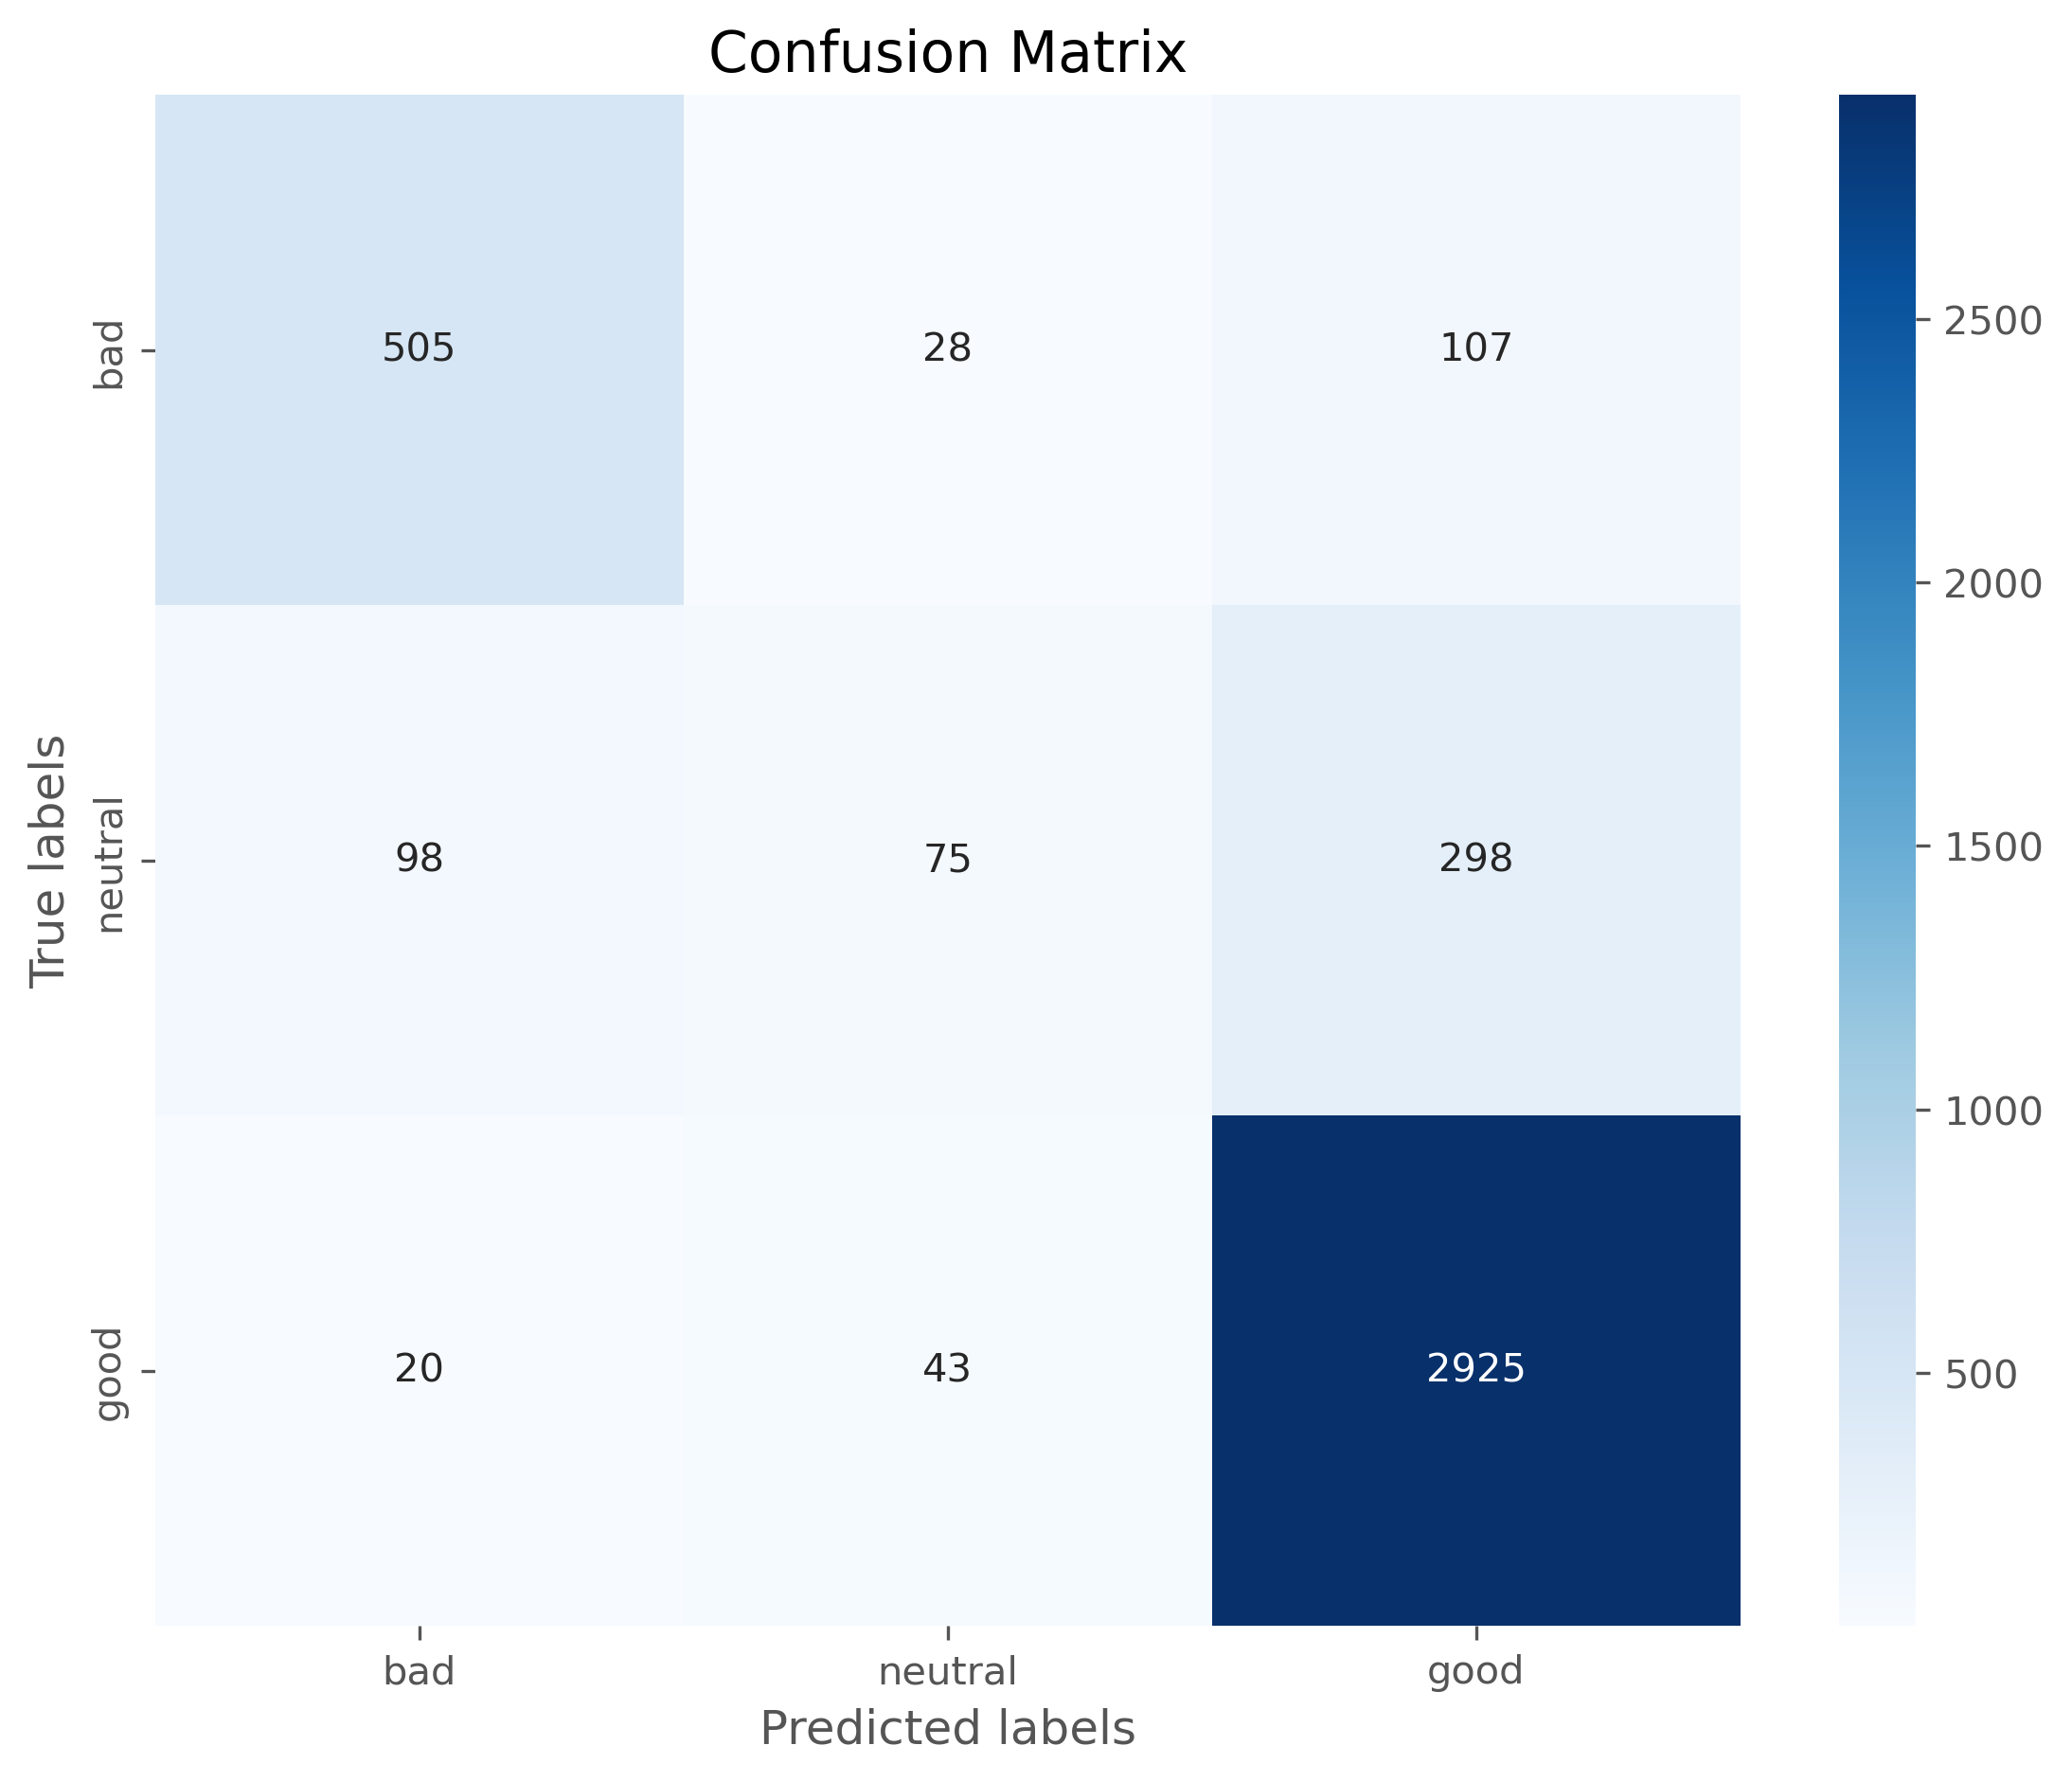 Confusion Matrix
True labels
bad
505 28 107
neutral
98 75 298
good
20 43 2925
bad neutral good
Predicted labels
2500
2000
1500
1000
500